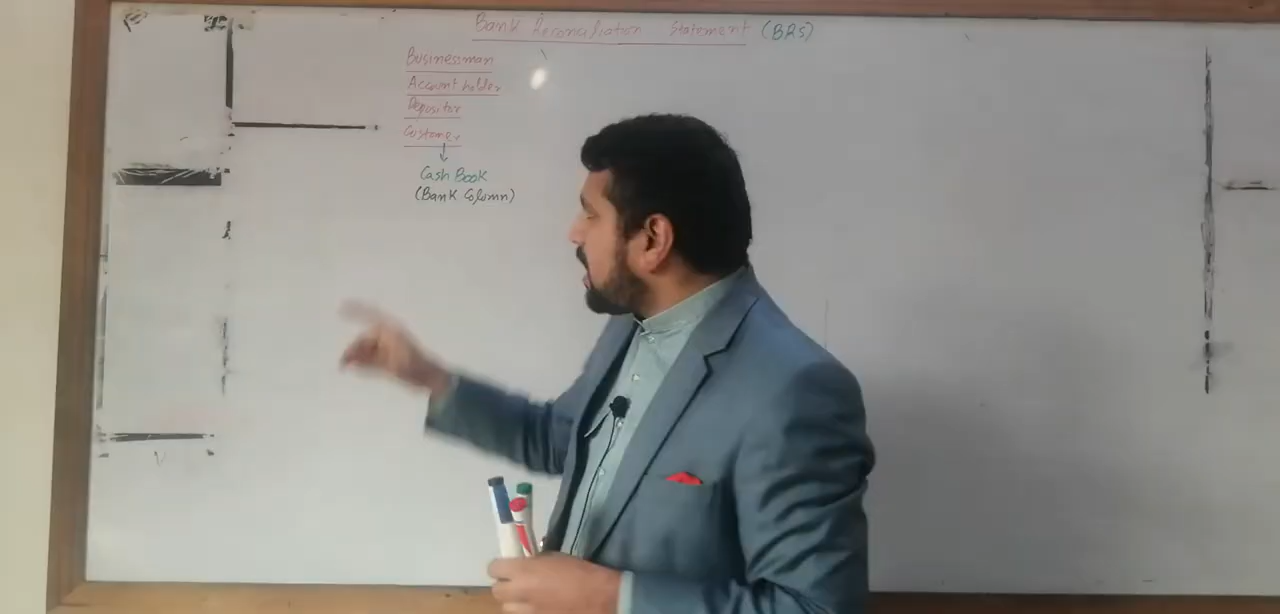 Bank Reconciliation Statement (BRS)
Businessman
Account holder
Depositor
Customer
Cash Book
(Bank Column)